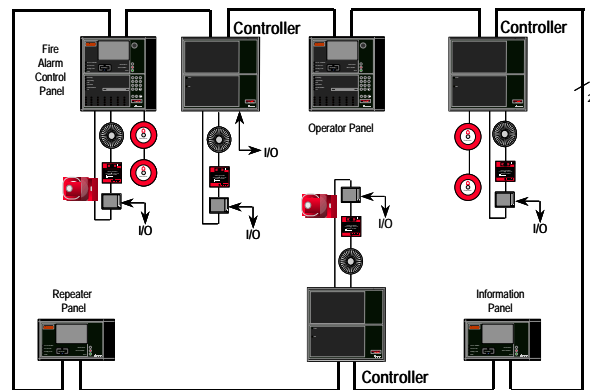 Controller
Controller
Fire
Alarm
Control
Panel
Operator Panel
I/O
I/O
I/O
I/O
I/O
Repeater
Panel
Information
Panel
Controller